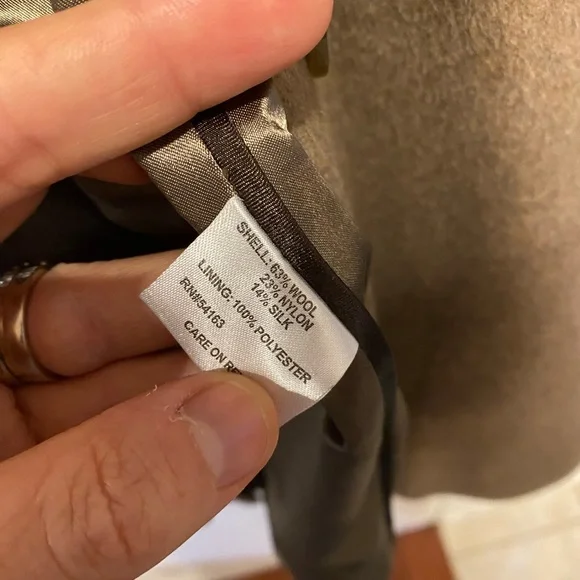 SHELL: 63% WOOL
23% NYLON
14% SILK
LINING: 100% POLYESTER
RN#54163
CARE ON